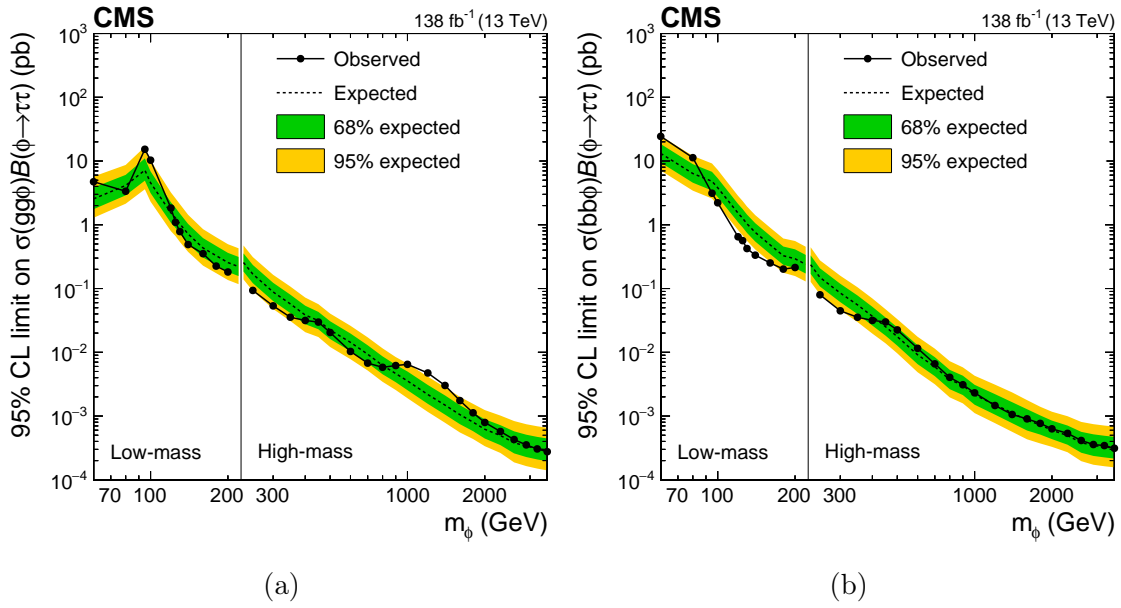 CMS 138 fb⁻¹ (13 TeV)
95% CL limit on σ(ggϕ)B(ϕ→ττ) (pb)
10³
10²
10
1
10⁻¹
10⁻²
10⁻³
10⁻⁴
Observed
Expected
68% expected
95% expected
Low-mass High-mass
70 100 200 300 1000 2000
m_ϕ (GeV)
(a)
CMS 138 fb⁻¹ (13 TeV)
95% CL limit on σ(bbϕ)B(ϕ→ττ) (pb)
10³
10²
10
1
10⁻¹
10⁻²
10⁻³
10⁻⁴
Observed
Expected
68% expected
95% expected
Low-mass High-mass
70 100 200 300 1000 2000
m_ϕ (GeV)
(b)